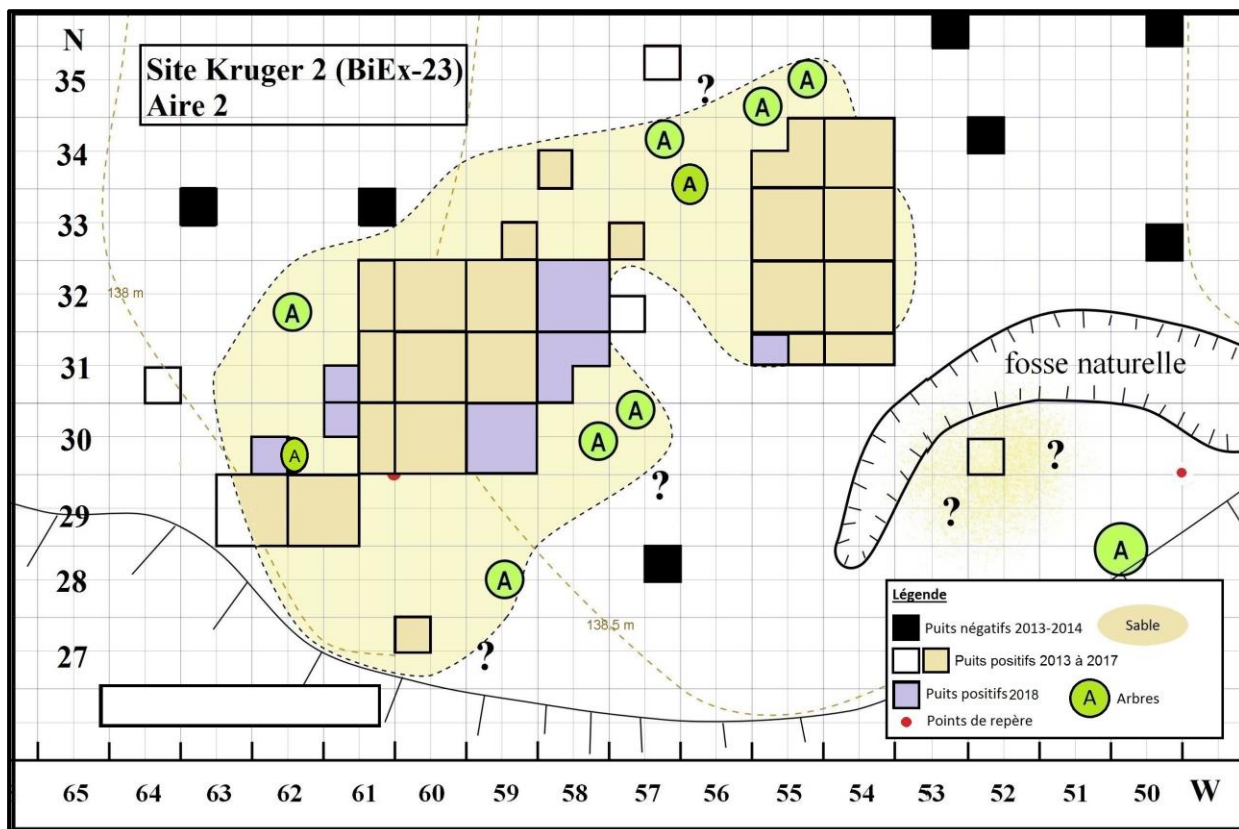 N
Site Kruger 2 (BiEx-23)
Aire 2
35
34
33
32
31
30
29
28
27
?
A
A
A
A
A
138 m
A
A
A
fosse naturelle
?
?
?
A
A
138.5 m
?
Légende
Puits négatifs 2013-2014
Sable
Puits positifs 2013 à 2017
Puits positifs 2018
A
Arbres
Points de repère
65 64 63 62 61 60 59 58 57 56 55 54 53 52 51 50 W